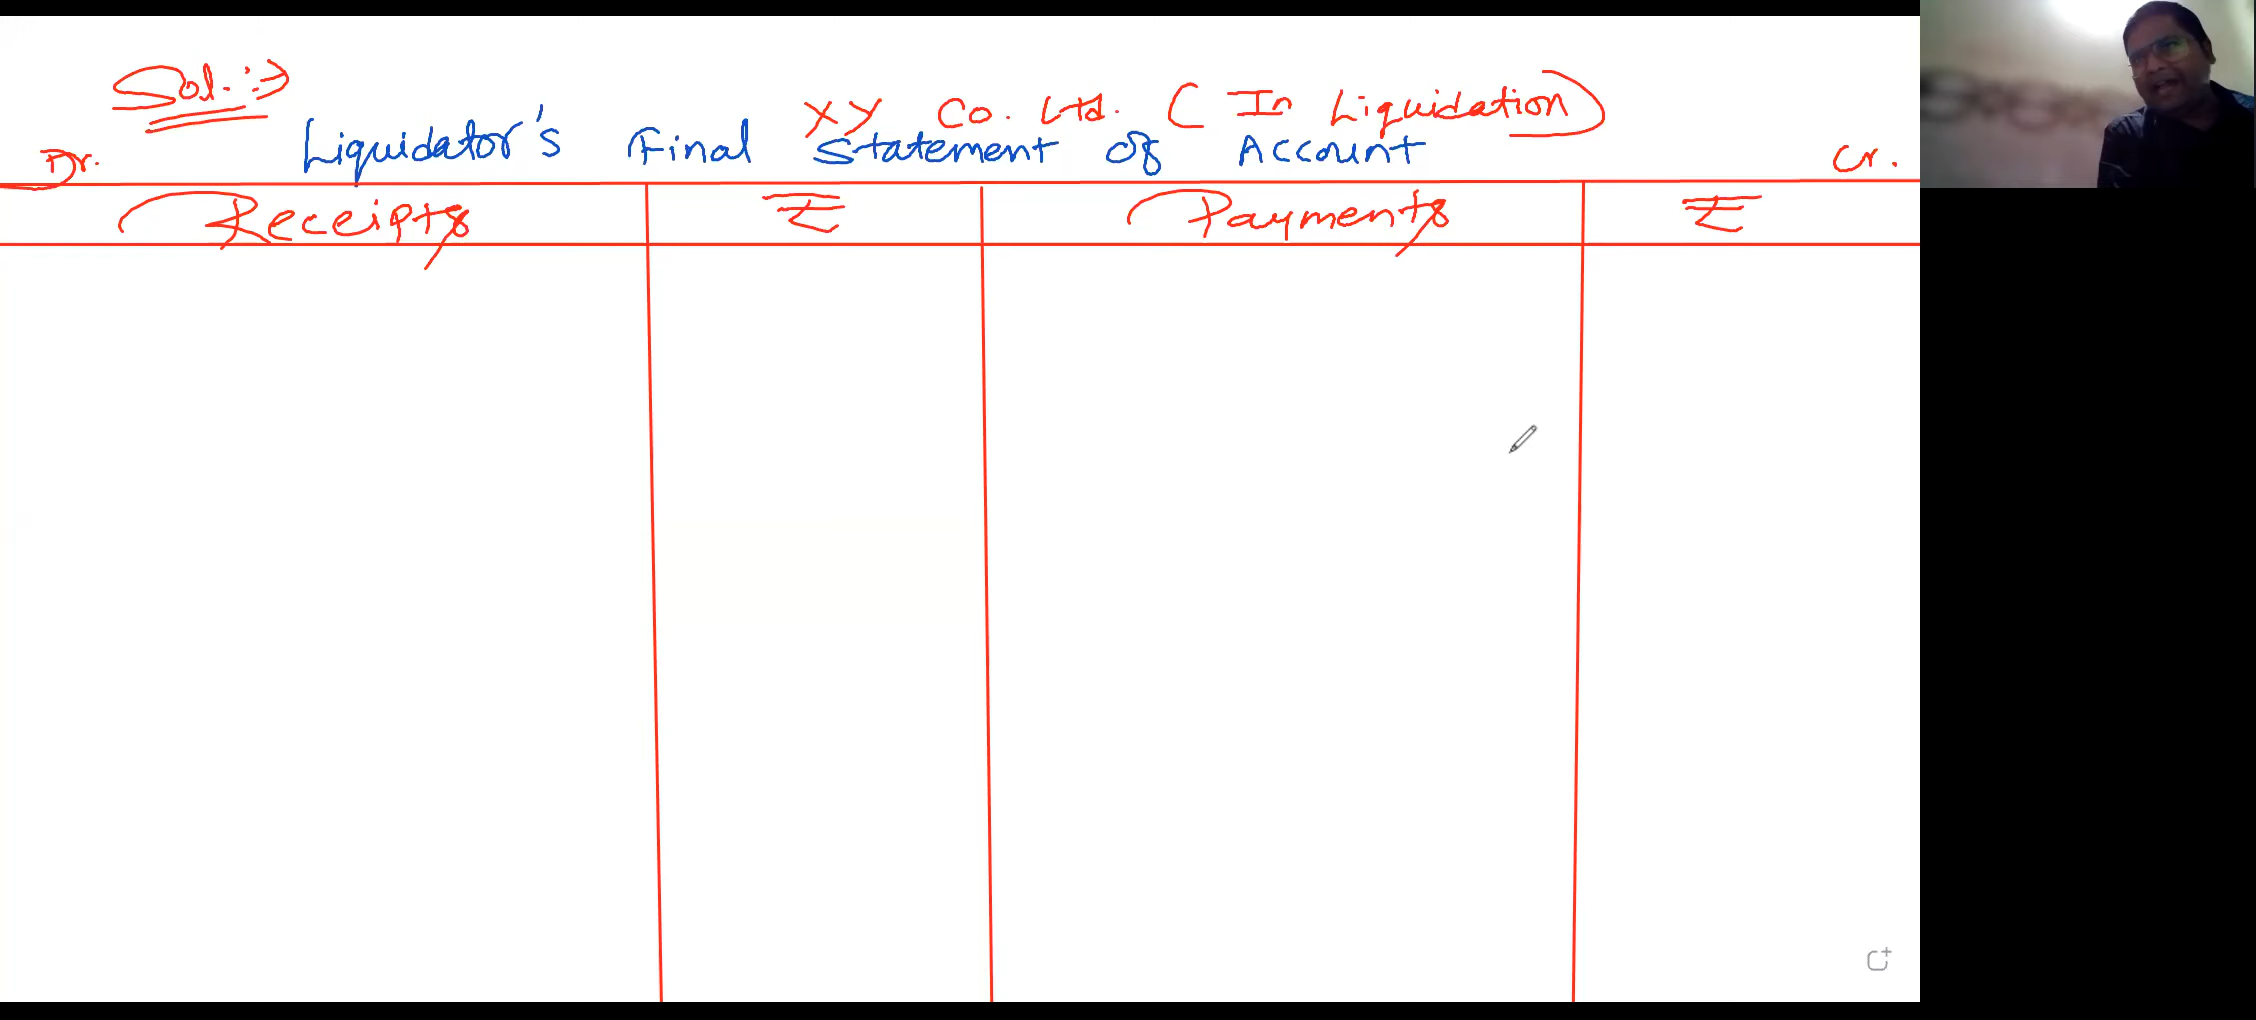 Sol. :->
XY Co. Ltd. ( In Liquidation )
Liquidator's Final Statement Of Account
Dr. Cr.
Receipts ₹ Payments ₹